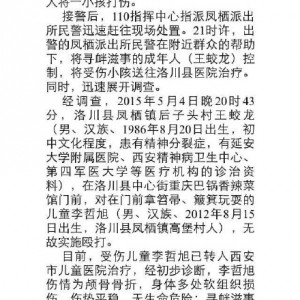 人将一小孩打伤。
接警后，110指挥中心指派凤栖派出
所民警迅速赶往现场处置。21时许，出
警的凤栖派出所民警在附近群众的帮助
下，将寻衅滋事的成年人（王蛟龙）控
制，将受伤小孩送往洛川县医院治疗。
同时，迅速展开调查。
经调查，2015年5月4日晚20时43
分，洛川县凤栖镇后子头村王蛟龙
（男、汉族、1986年8月20日出生，初
中文化程度，患有精神分裂症，有延安
大学附属医院、西安精神病卫生中心、
第四军医大学等医疗机构的诊治资
料），在洛川县中心街重庆巴锅香辣菜
馆门前，对在门前拿笤帚、簸箕玩耍的
儿童李哲旭（男、汉族、2012年8月15
日出生，洛川县凤栖镇高堡村人），无
故实施殴打。
目前，受伤儿童李哲旭已转入西安
市儿童医院治疗，经初步诊断，李哲旭
伤情为颅骨骨折，身体多处软组织损
伤，伤势平稳，无生命危险；寻衅滋事